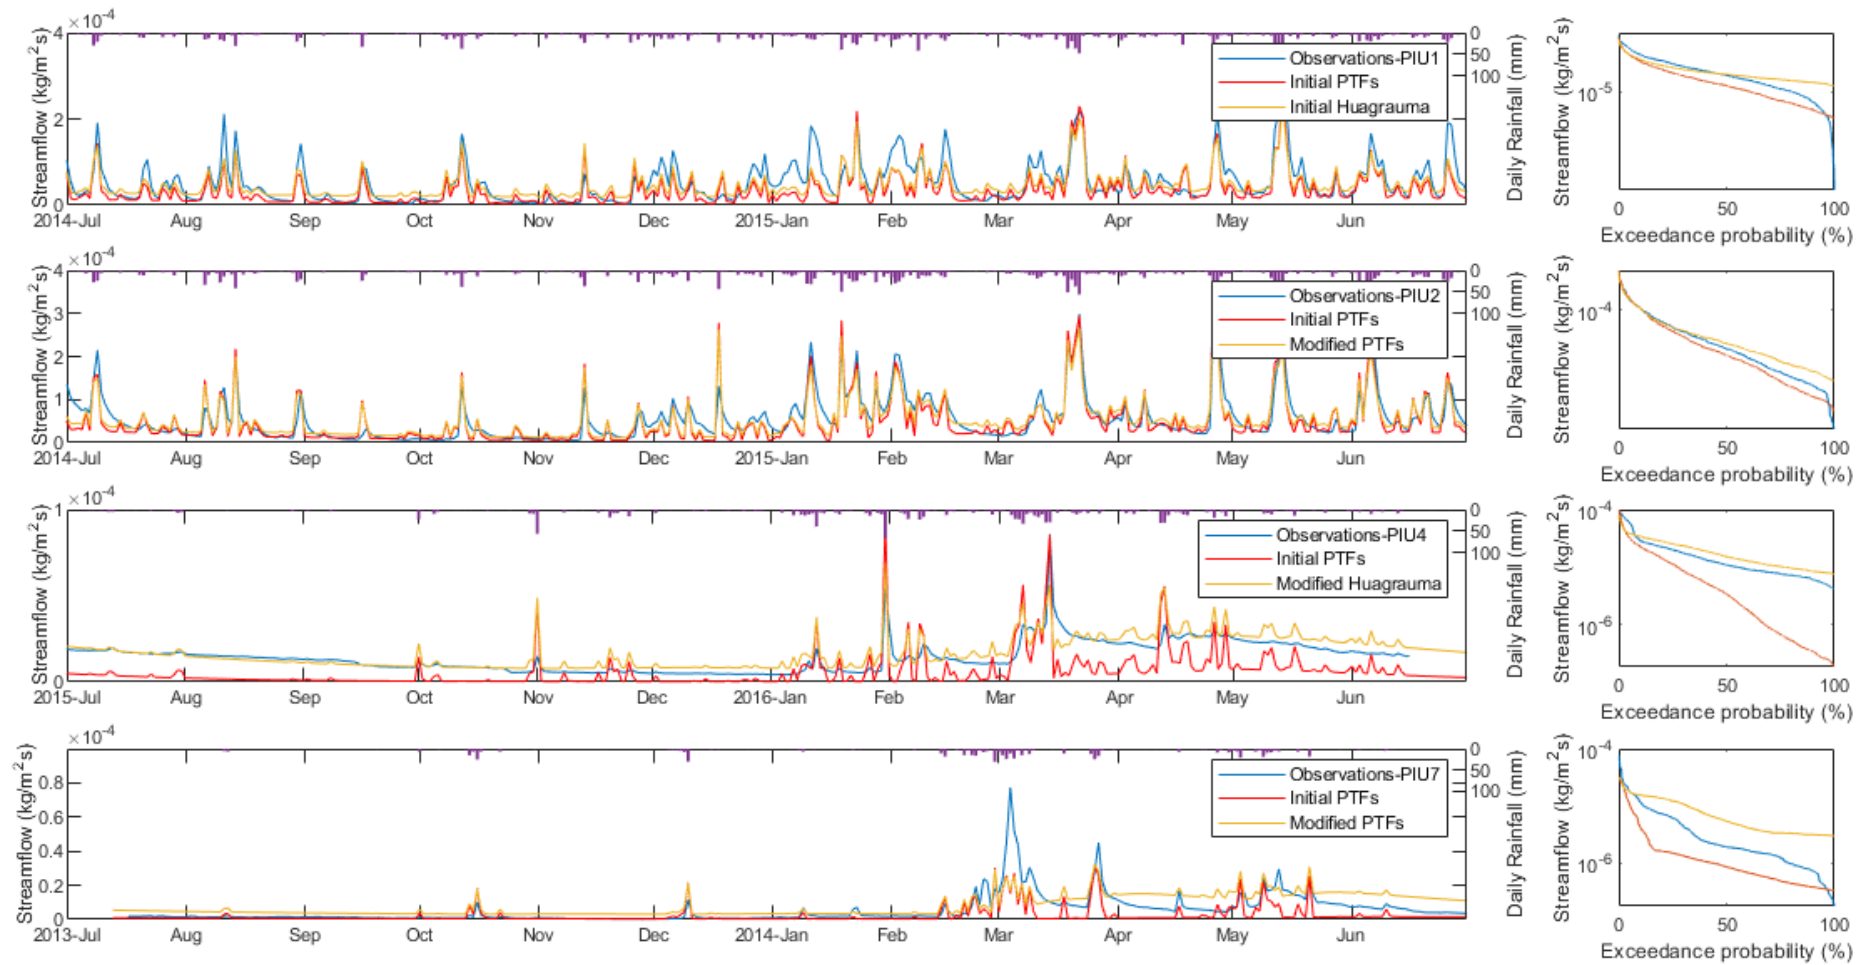 ×10⁻⁴
Streamflow (kg/m²s)
4
2
0
2014-Jul
Aug
Sep
Oct
Nov
Dec
2015-Jan
Feb
Mar
Apr
May
Jun
0
50
100
Daily Rainfall (mm)
Observations-PIU1
Initial PTFs
Initial Huagrauma
Streamflow (kg/m²s)
10⁻⁵
0
50
100
Exceedance probability (%)
×10⁻⁴
Streamflow (kg/m²s)
4
3
2
1
0
2014-Jul
Aug
Sep
Oct
Nov
Dec
2015-Jan
Feb
Mar
Apr
May
Jun
0
50
100
Daily Rainfall (mm)
Observations-PIU2
Initial PTFs
Modified PTFs
Streamflow (kg/m²s)
10⁻⁴
0
50
100
Exceedance probability (%)
×10⁻⁴
Streamflow (kg/m²s)
1
0
2015-Jul
Aug
Sep
Oct
Nov
Dec
2016-Jan
Feb
Mar
Apr
May
Jun
0
50
100
Daily Rainfall (mm)
Observations-PIU4
Initial PTFs
Modified Huagrauma
Streamflow (kg/m²s)
10⁻⁴
10⁻⁶
0
50
100
Exceedance probability (%)
×10⁻⁴
Streamflow (kg/m²s)
0.8
0.6
0.4
0.2
0
2013-Jul
Aug
Sep
Oct
Nov
Dec
2014-Jan
Feb
Mar
Apr
May
Jun
0
50
100
Daily Rainfall (mm)
Observations-PIU7
Initial PTFs
Modified PTFs
Streamflow (kg/m²s)
10⁻⁴
10⁻⁶
0
50
100
Exceedance probability (%)